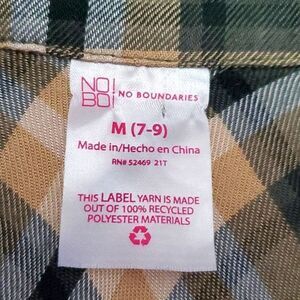 NO!
BO!
NO BOUNDARIES
M (7-9)
Made in/Hecho en China
RN# 52469 21T
THIS LABEL YARN IS MADE
OUT OF 100% RECYCLED
POLYESTER MATERIALS